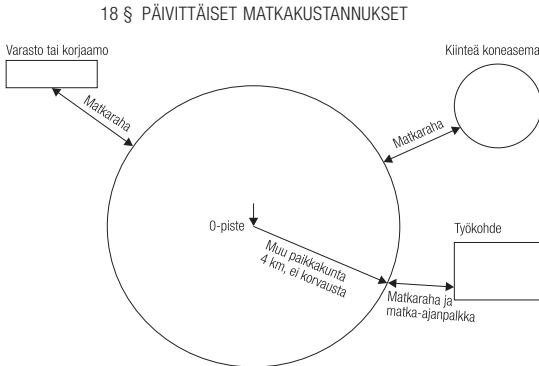 18 § PÄIVITTÄISET MATKAKUSTANNUKSET
Varasto tai korjaamo
Kiinteä koneasema
Matkaraha
Matkaraha
0-piste
Muu paikkakunta
4 km, ei korvausta
Työkohde
Matkaraha ja
matka-ajanpalkka